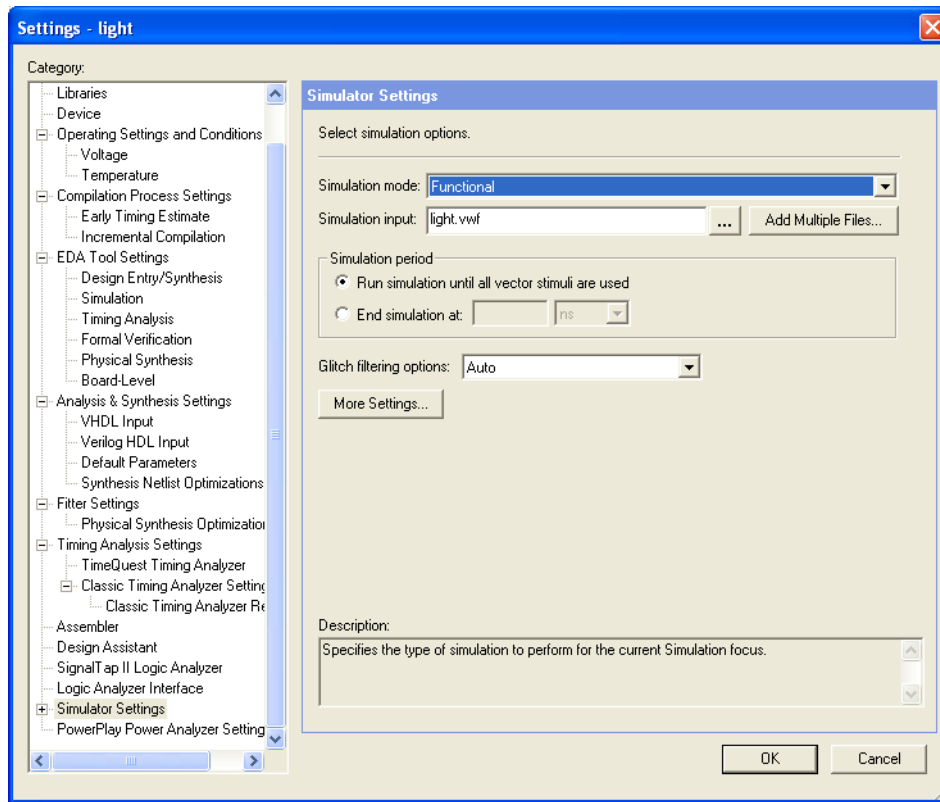 Settings - light
Category:
Libraries
Device
Operating Settings and Conditions
Voltage
Temperature
Compilation Process Settings
Early Timing Estimate
Incremental Compilation
EDA Tool Settings
Design Entry/Synthesis
Simulation
Timing Analysis
Formal Verification
Physical Synthesis
Board-Level
Analysis & Synthesis Settings
VHDL Input
Verilog HDL Input
Default Parameters
Synthesis Netlist Optimizations
Fitter Settings
Physical Synthesis Optimizatior
Timing Analysis Settings
TimeQuest Timing Analyzer
Classic Timing Analyzer Setting
Classic Timing Analyzer Re
Assembler
Design Assistant
SignalTap II Logic Analyzer
Logic Analyzer Interface
Simulator Settings
PowerPlay Power Analyzer Setting
Simulator Settings
Select simulation options.
Simulation mode: Functional
Simulation input: light.vwf ... Add Multiple Files...
Simulation period
Run simulation until all vector stimuli are used
End simulation at: ns
Glitch filtering options: Auto
More Settings...
Description:
Specifies the type of simulation to perform for the current Simulation focus.
OK Cancel